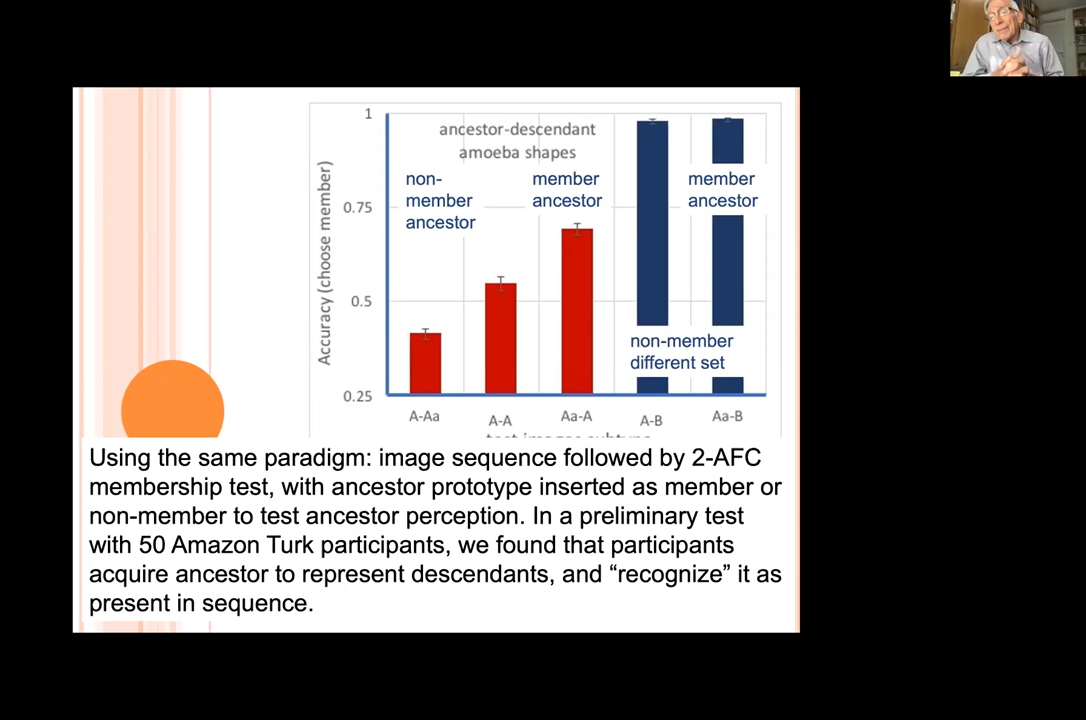 1
ancestor-descendant
amoeba shapes
non-
member
ancestor
member
ancestor
member
ancestor
0.75
0.5
0.25
Accuracy (choose member)
non-member
different set
A-Aa
A-A
Aa-A
A-B
Aa-B
test images subtype
Using the same paradigm: image sequence followed by 2-AFC
membership test, with ancestor prototype inserted as member or
non-member to test ancestor perception. In a preliminary test
with 50 Amazon Turk participants, we found that participants
acquire ancestor to represent descendants, and “recognize” it as
present in sequence.